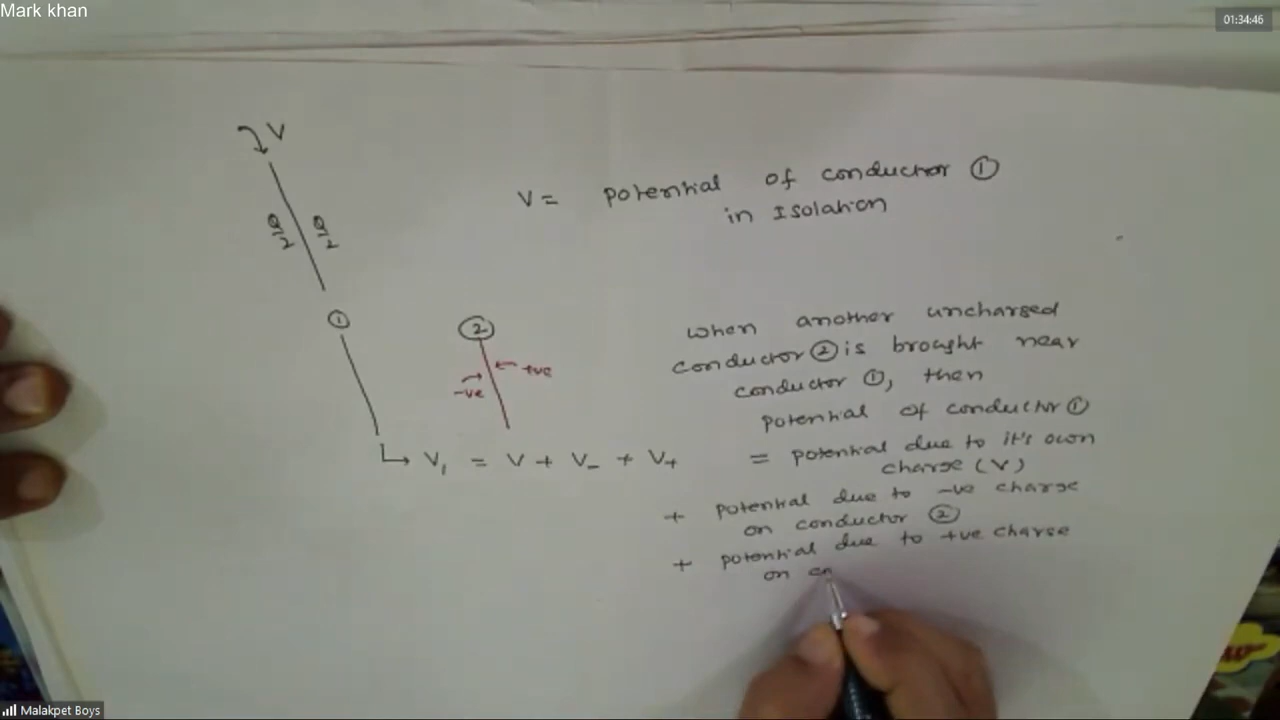 Mark khan
01:34:46
V
Q/2 Q/2
V = potential of conductor ①
in Isolation
①
②
+ve
-ve
V₁ = V + V₋ + V₊
when another uncharged
conductor ② is brought near
conductor ①, then
potential of conductor ①
= potential due to it's own
charge (V)
+ potential due to -ve charge
on conductor ②
+ potential due to +ve charge
on co
Malakpet Boys